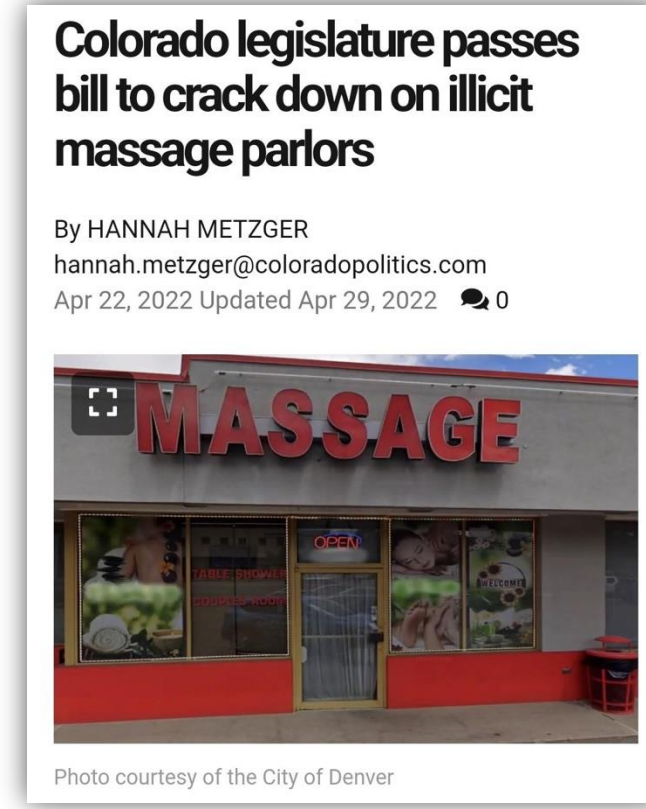 Colorado legislature passes
bill to crack down on illicit
massage parlors
By HANNAH METZGER
hannah.metzger@coloradopolitics.com
Apr 22, 2022 Updated Apr 29, 2022 0
MASSAGE
OPEN
TABLE SHOWER
COUPLES ROOM
WELCOME
Photo courtesy of the City of Denver